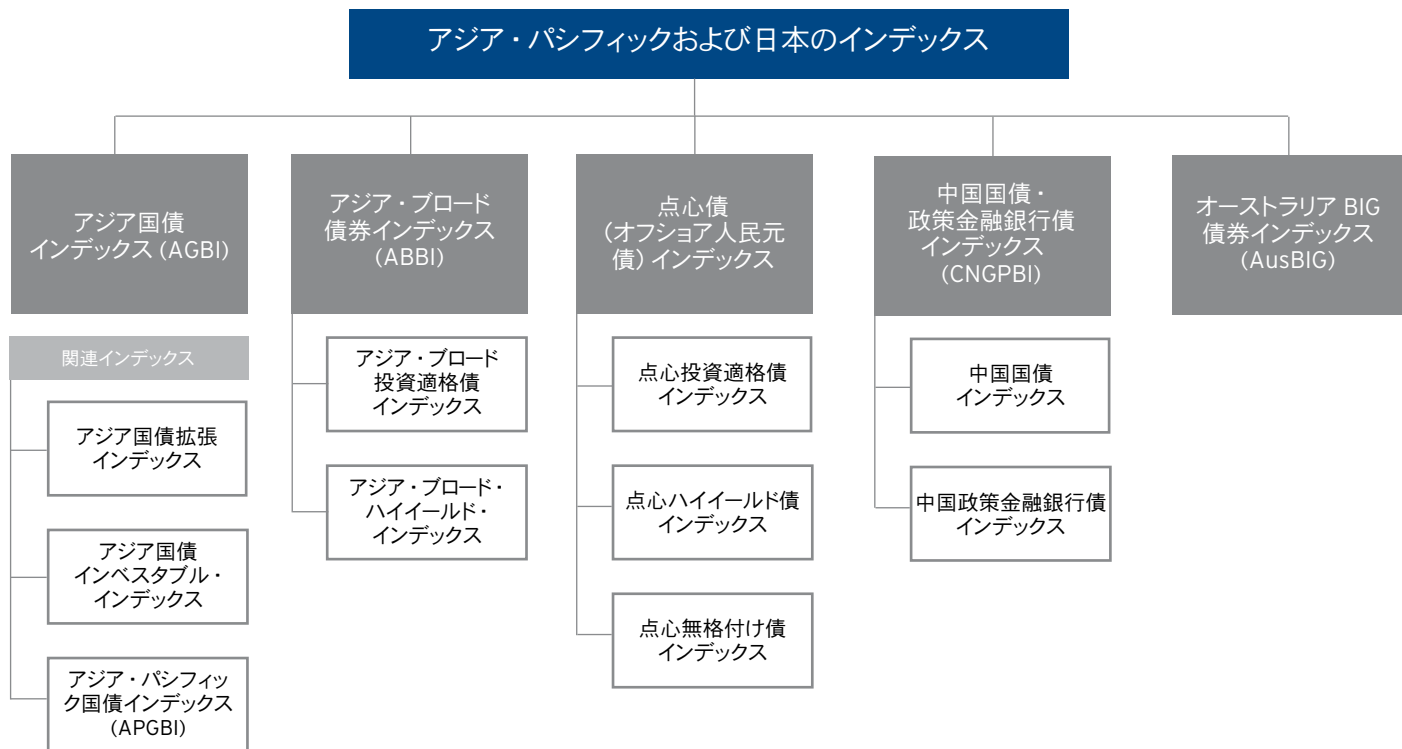 アジア・パシフィックおよび日本のインデックス
アジア国債
インデックス (AGBI)
関連インデックス
アジア国債拡張
インデックス
アジア国債
インベスタブル・
インデックス
アジア・パシフィッ
ク国債インデックス
(APGBI)
アジア・ブロード
債券インデックス
(ABBI)
アジア・ブロード
投資適格債
インデックス
アジア・ブロード・
ハイイールド・
インデックス
点心債
（オフショア人民元
債）インデックス
点心投資適格債
インデックス
点心ハイイールド債
インデックス
点心無格付け債
インデックス
中国国債・
政策金融銀行債
インデックス
(CNGPBI)
中国国債
インデックス
中国政策金融銀行債
インデックス
オーストラリア BIG
債券インデックス
(AusBIG)